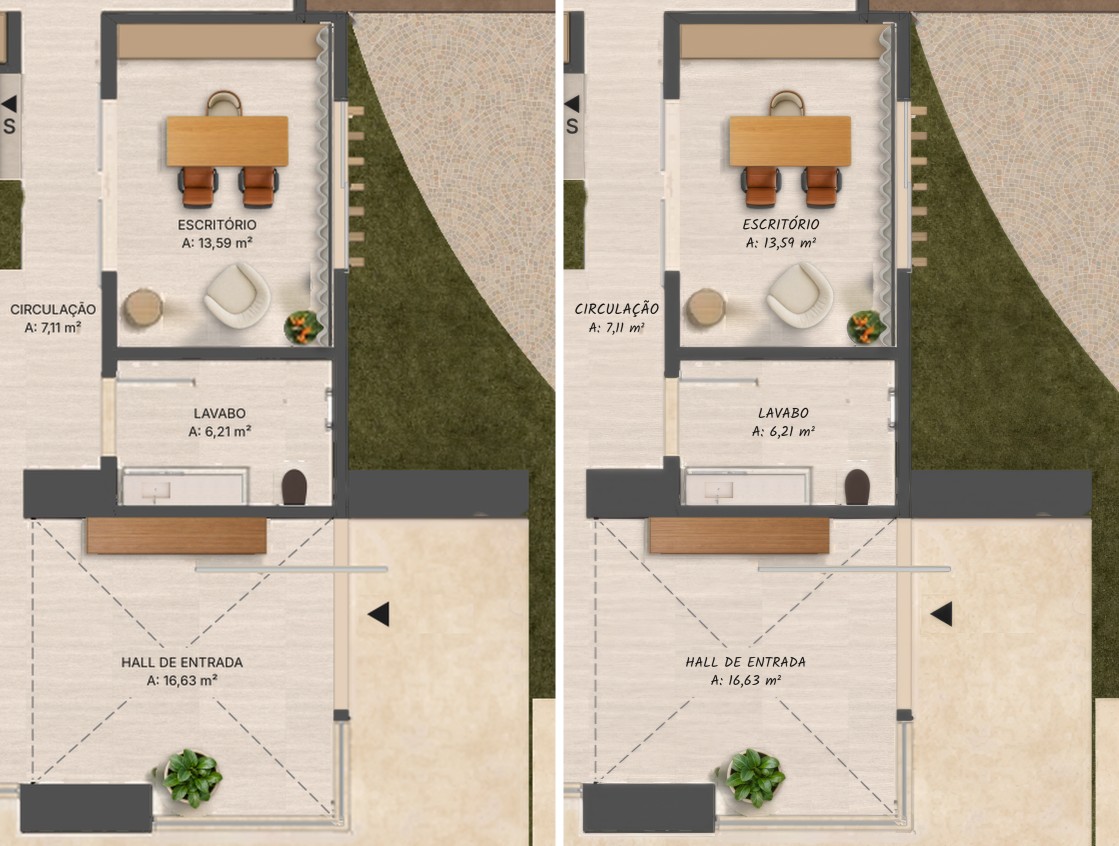 S
ESCRITÓRIO
A: 13,59 m²
CIRCULAÇÃO
A: 7,11 m²
LAVABO
A: 6,21 m²
HALL DE ENTRADA
A: 16,63 m²
S
ESCRITÓRIO
A: 13,59 m²
CIRCULAÇÃO
A: 7,11 m²
LAVABO
A: 6,21 m²
HALL DE ENTRADA
A: 16,63 m²